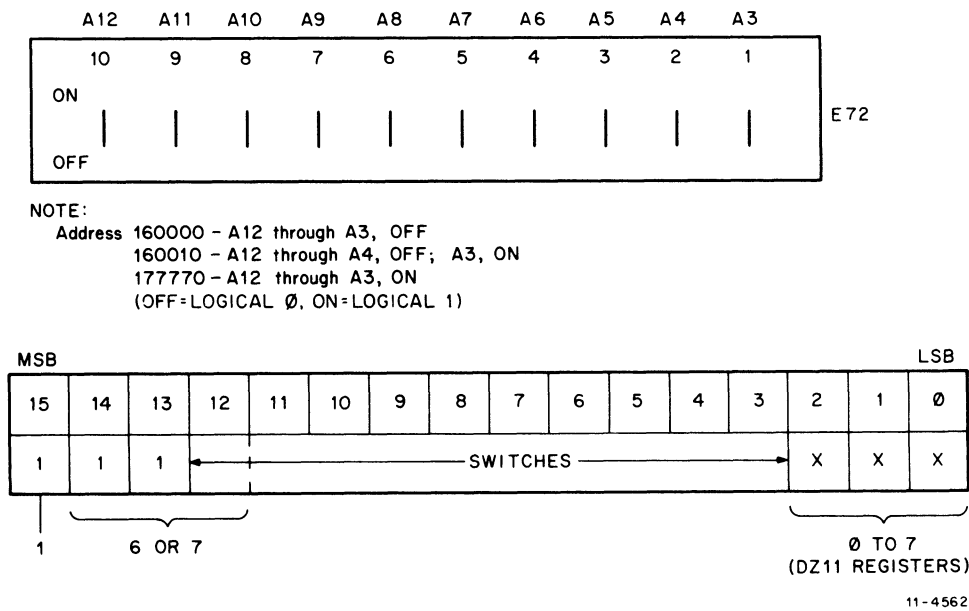 A12 A11 A10 A9 A8 A7 A6 A5 A4 A3
10 9 8 7 6 5 4 3 2 1
ON
E72
OFF
NOTE:
Address 160000 – A12 through A3, OFF
160010 – A12 through A4, OFF; A3, ON
177770 – A12 through A3, ON
(OFF=LOGICAL Ø, ON=LOGICAL 1)
MSB LSB
15 14 13 12 11 10 9 8 7 6 5 4 3 2 1 Ø
1 1 1 SWITCHES X X X
1 6 OR 7 Ø TO 7
(DZ11 REGISTERS)
11-4562